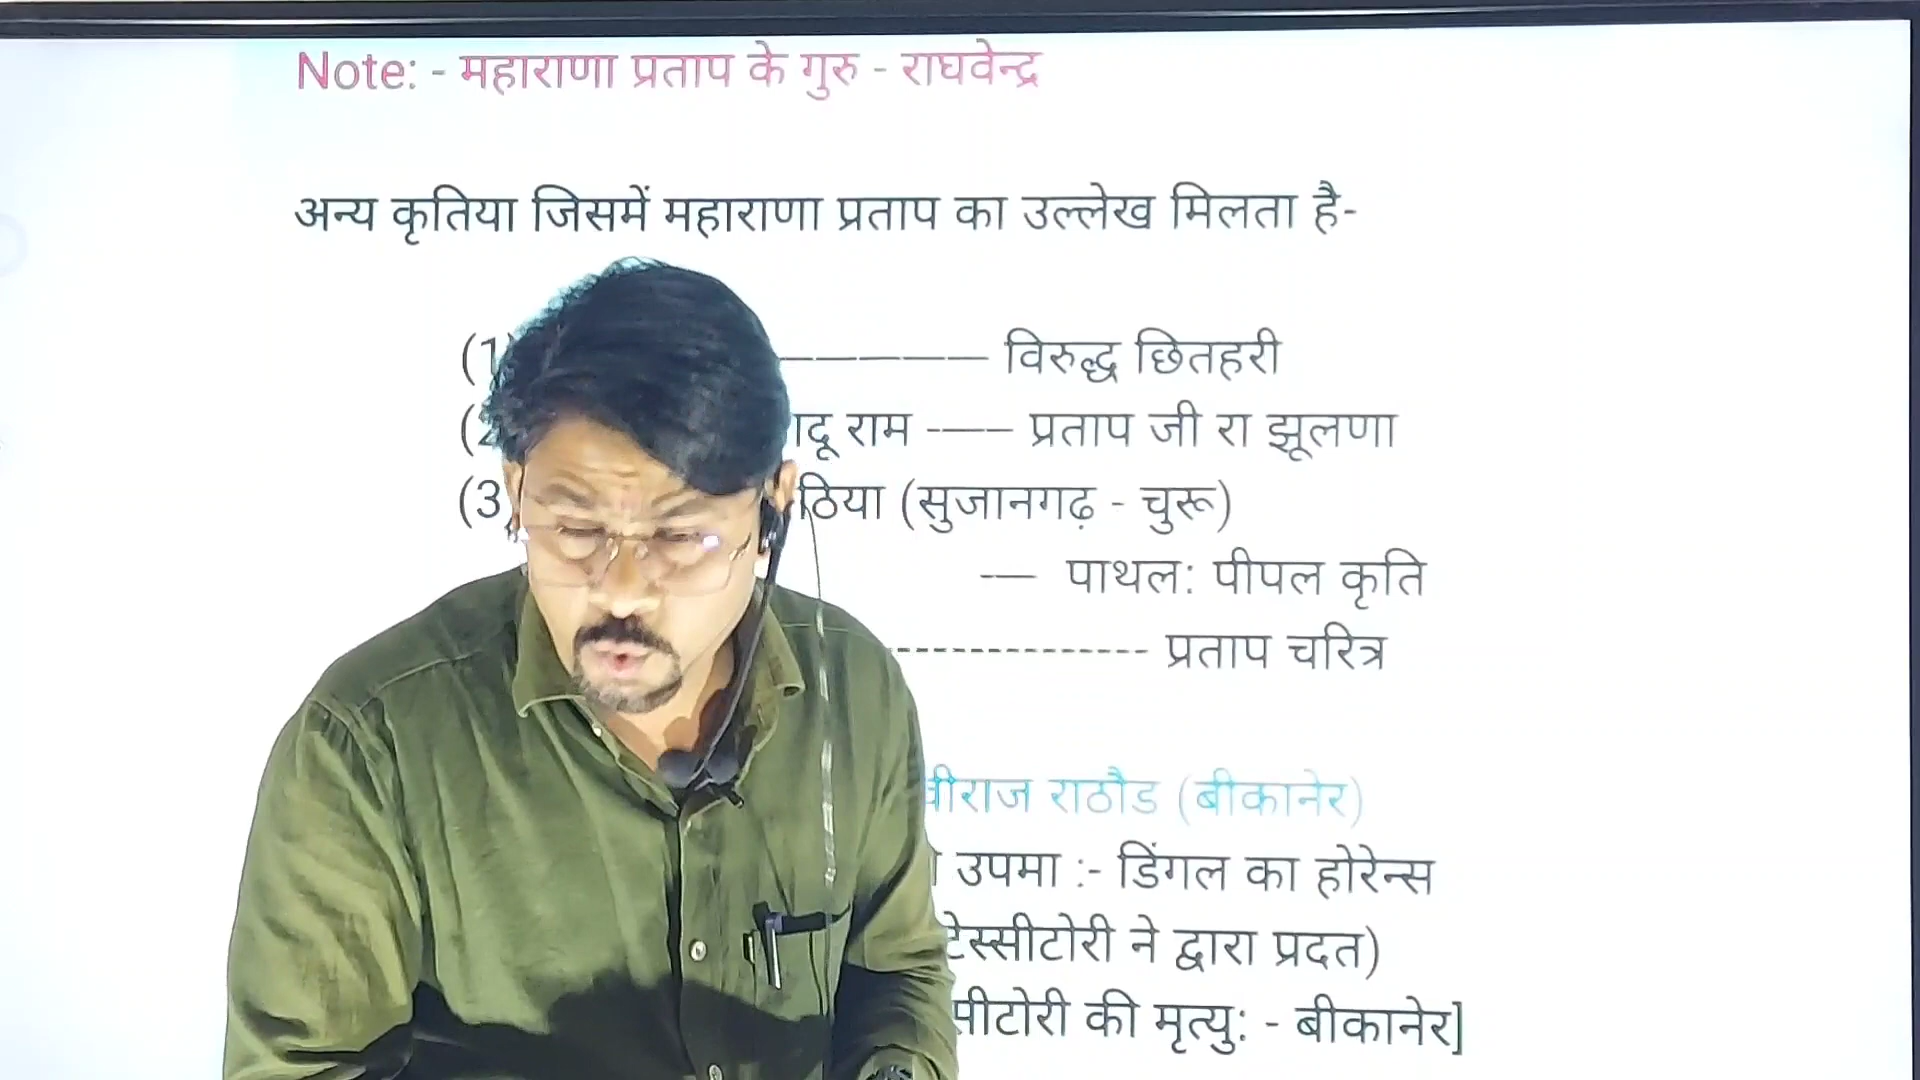 Note: - महाराणा प्रताप के गुरु - राघवेन्द्र
अन्य कृतिया जिसमें महाराणा प्रताप का उल्लेख मिलता है-
(1 —————— विरुद्ध छितहरी
(2 राम —–— प्रताप जी रा झूलणा
(3 (सुजानगढ़ - चुरू)
–— पाथल: पीपल कृति
--------------- प्रताप चरित्र
राठौड (बीकानेर)
उपमा :- डिंगल का होरेन्स
ने द्वारा प्रदत)
की मृत्यु: - बीकानेर]